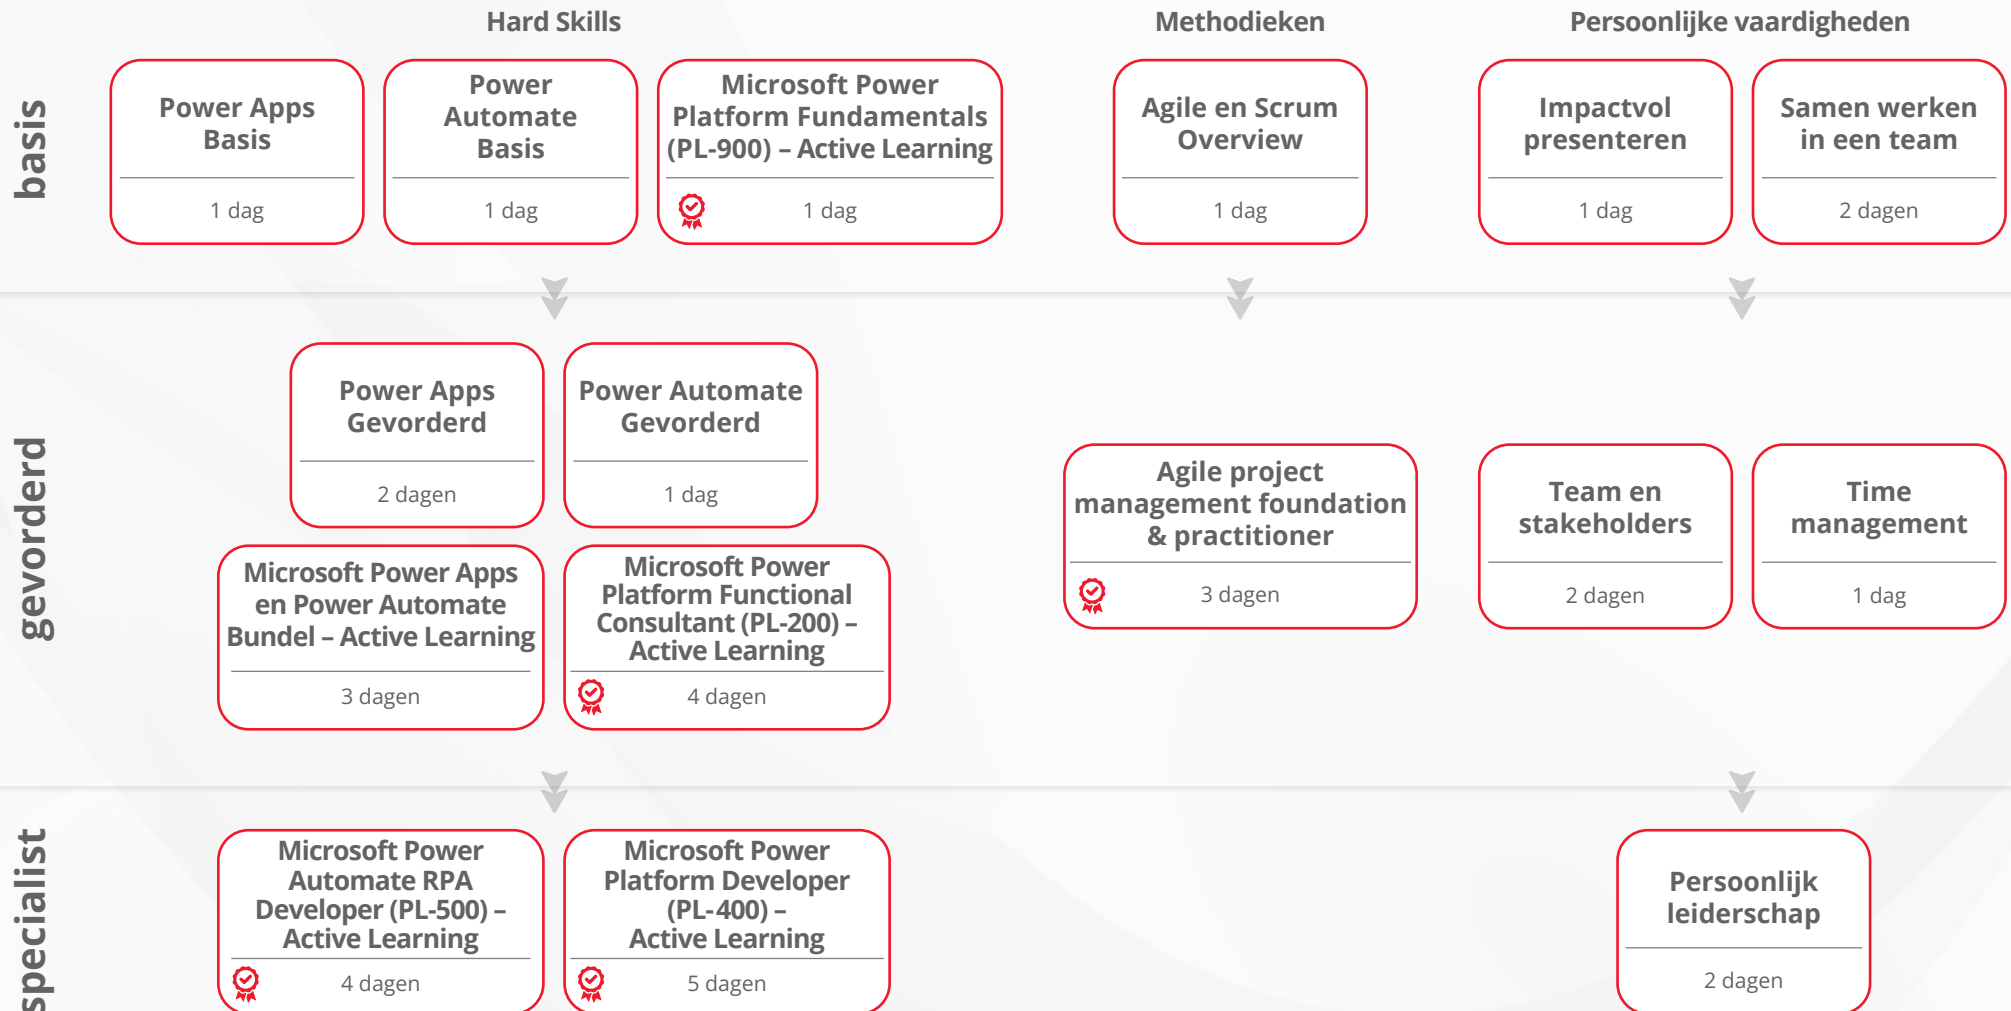 Hard Skills
Methodieken
Persoonlijke vaardigheden
basis
Power Apps
Basis
1 dag
Power
Automate
Basis
1 dag
Microsoft Power
Platform Fundamentals
(PL-900) – Active Learning
1 dag
Agile en Scrum
Overview
1 dag
Impactvol
presenteren
1 dag
Samen werken
in een team
2 dagen
gevorderd
Power Apps
Gevorderd
2 dagen
Power Automate
Gevorderd
1 dag
Microsoft Power Apps
en Power Automate
Bundel – Active Learning
3 dagen
Microsoft Power
Platform Functional
Consultant (PL-200) –
Active Learning
4 dagen
Agile project
management foundation
& practitioner
3 dagen
Team en
stakeholders
2 dagen
Time
management
1 dag
specialist
Microsoft Power
Automate RPA
Developer (PL-500) –
Active Learning
4 dagen
Microsoft Power
Platform Developer
(PL-400) –
Active Learning
5 dagen
Persoonlijk
leiderschap
2 dagen